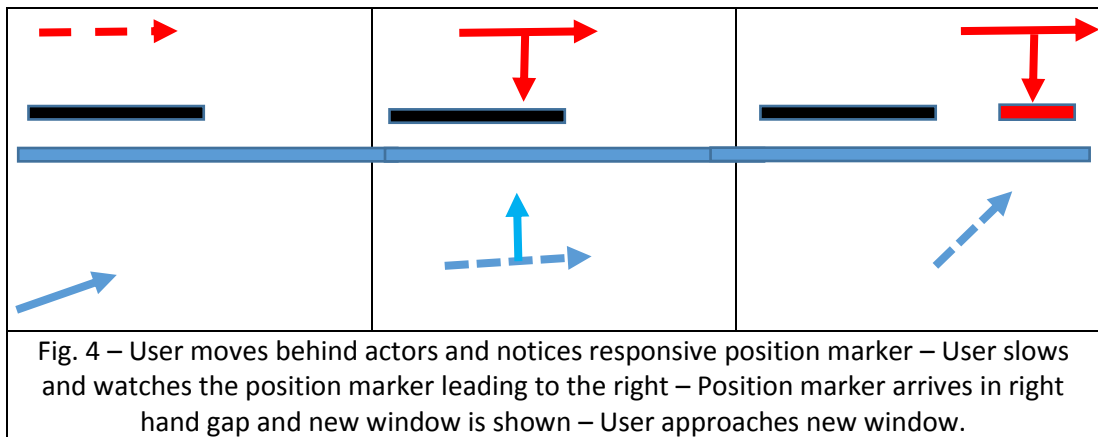 Fig. 4 – User moves behind actors and notices responsive position marker – User slows
and watches the position marker leading to the right – Position marker arrives in right
hand gap and new window is shown – User approaches new window.